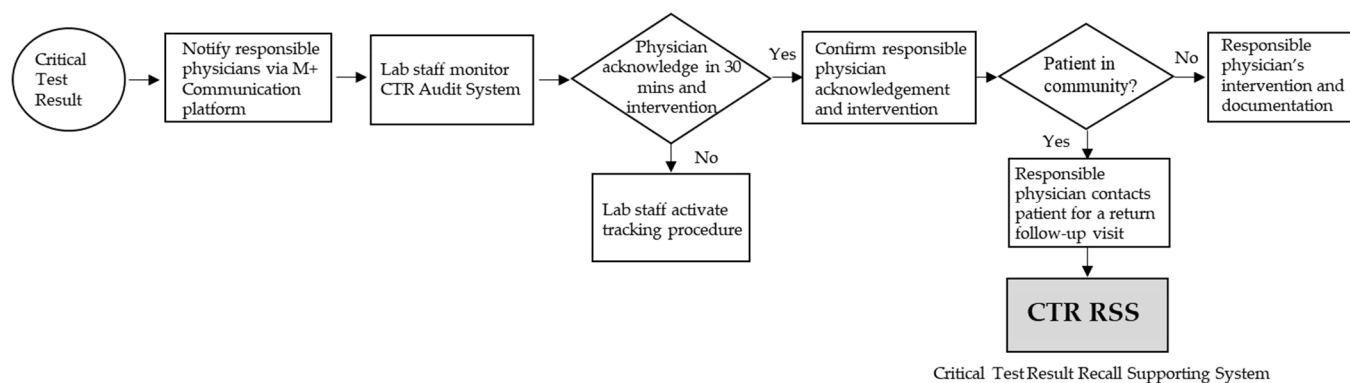 Critical
Test
Result
Notify responsible
physicians via M+
Communication
platform
Lab staff monitor
CTR Audit System
Physician
acknowledge in 30
mins and
intervention
Yes
No
Lab staff activate
tracking procedure
Confirm responsible
physician
acknowledgement
and intervention
Patient in
community?
No
Responsible
physician's
intervention and
documentation
Yes
Responsible
physician contacts
patient for a return
follow-up visit
CTR RSS
Critical Test Result Recall Supporting System